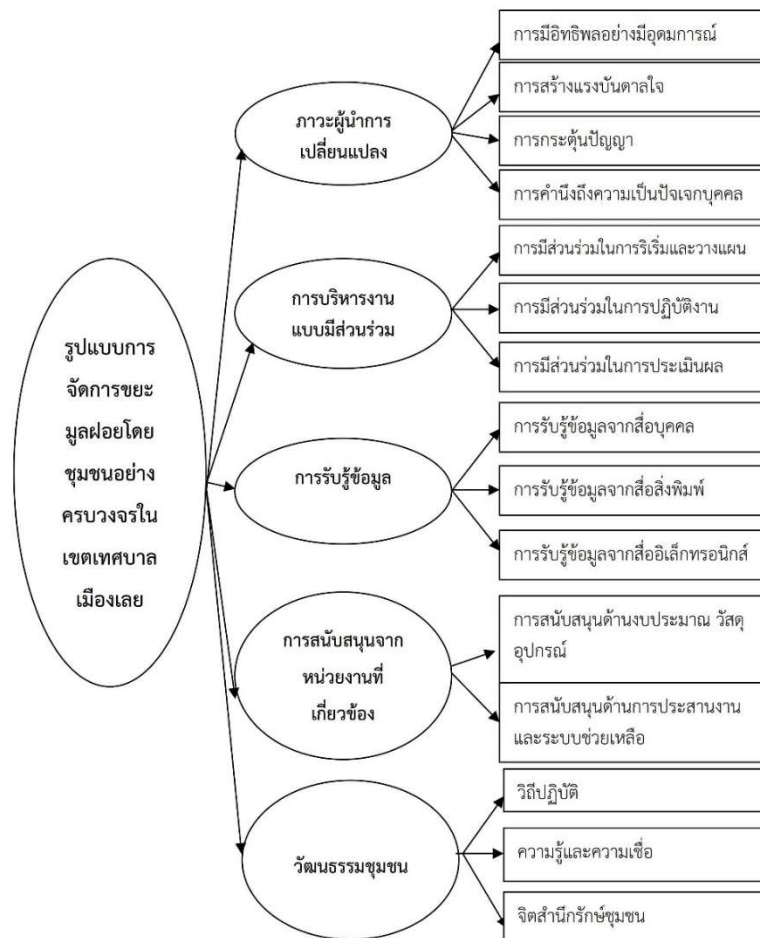 รูปแบบการ
จัดการขยะ
มูลฝอยโดย
ชุมชนอย่าง
ครบวงจรใน
เขตเทศบาล
เมืองเลย
ภาวะผู้นำการ
เปลี่ยนแปลง
การมีอิทธิพลอย่างมีอุดมการณ์
การสร้างแรงบันดาลใจ
การกระตุ้นปัญญา
การคำนึงถึงความเป็นปัจเจกบุคคล
การบริหารงาน
แบบมีส่วนร่วม
การมีส่วนร่วมในการริเริ่มและวางแผน
การมีส่วนร่วมในการปฏิบัติงาน
การมีส่วนร่วมในการประเมินผล
การรับรู้ข้อมูล
การรับรู้ข้อมูลจากสื่อบุคคล
การรับรู้ข้อมูลจากสื่อสิ่งพิมพ์
การรับรู้ข้อมูลจากสื่ออิเล็กทรอนิกส์
การสนับสนุนจาก
หน่วยงานที่
เกี่ยวข้อง
การสนับสนุนด้านงบประมาณ วัสดุ
อุปกรณ์
การสนับสนุนด้านการประสานงาน
และระบบช่วยเหลือ
วัฒนธรรมชุมชน
วิถีปฏิบัติ
ความรู้และความเชื่อ
จิตสำนึกรักษ์ชุมชน